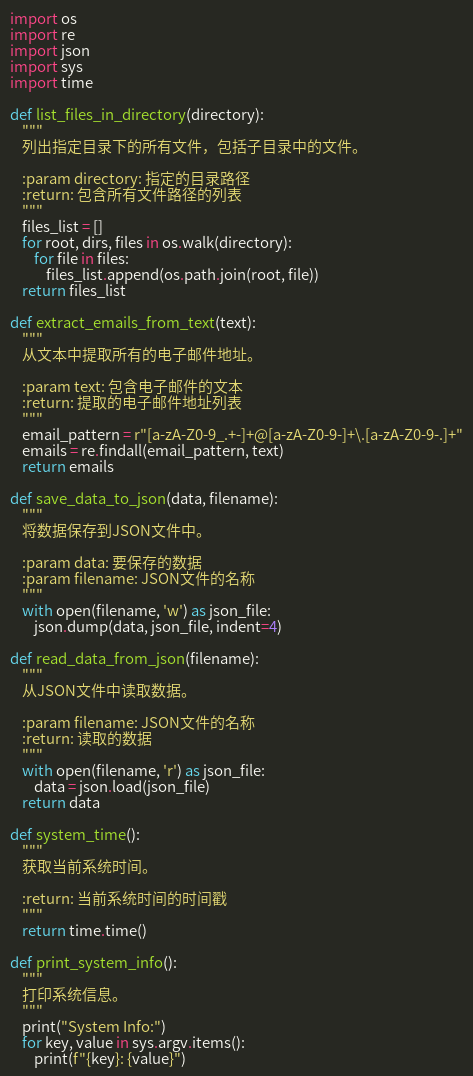 import os
import re
import json
import sys
import time

def list_files_in_directory(directory):
    """
    列出指定目录下的所有文件，包括子目录中的文件。

    :param directory: 指定的目录路径
    :return: 包含所有文件路径的列表
    """
    files_list = []
    for root, dirs, files in os.walk(directory):
        for file in files:
            files_list.append(os.path.join(root, file))
    return files_list

def extract_emails_from_text(text):
    """
    从文本中提取所有的电子邮件地址。

    :param text: 包含电子邮件的文本
    :return: 提取的电子邮件地址列表
    """
    email_pattern = r"[a-zA-Z0-9_.+-]+@[a-zA-Z0-9-]+\.[a-zA-Z0-9-.]+"
    emails = re.findall(email_pattern, text)
    return emails

def save_data_to_json(data, filename):
    """
    将数据保存到JSON文件中。

    :param data: 要保存的数据
    :param filename: JSON文件的名称
    """
    with open(filename, 'w') as json_file:
        json.dump(data, json_file, indent=4)

def read_data_from_json(filename):
    """
    从JSON文件中读取数据。

    :param filename: JSON文件的名称
    :return: 读取的数据
    """
    with open(filename, 'r') as json_file:
        data = json.load(json_file)
    return data

def system_time():
    """
    获取当前系统时间。

    :return: 当前系统时间的时间戳
    """
    return time.time()

def print_system_info():
    """
    打印系统信息。
    """
    print("System Info:")
    for key, value in sys.argv.items():
        print(f"{key}: {value}")